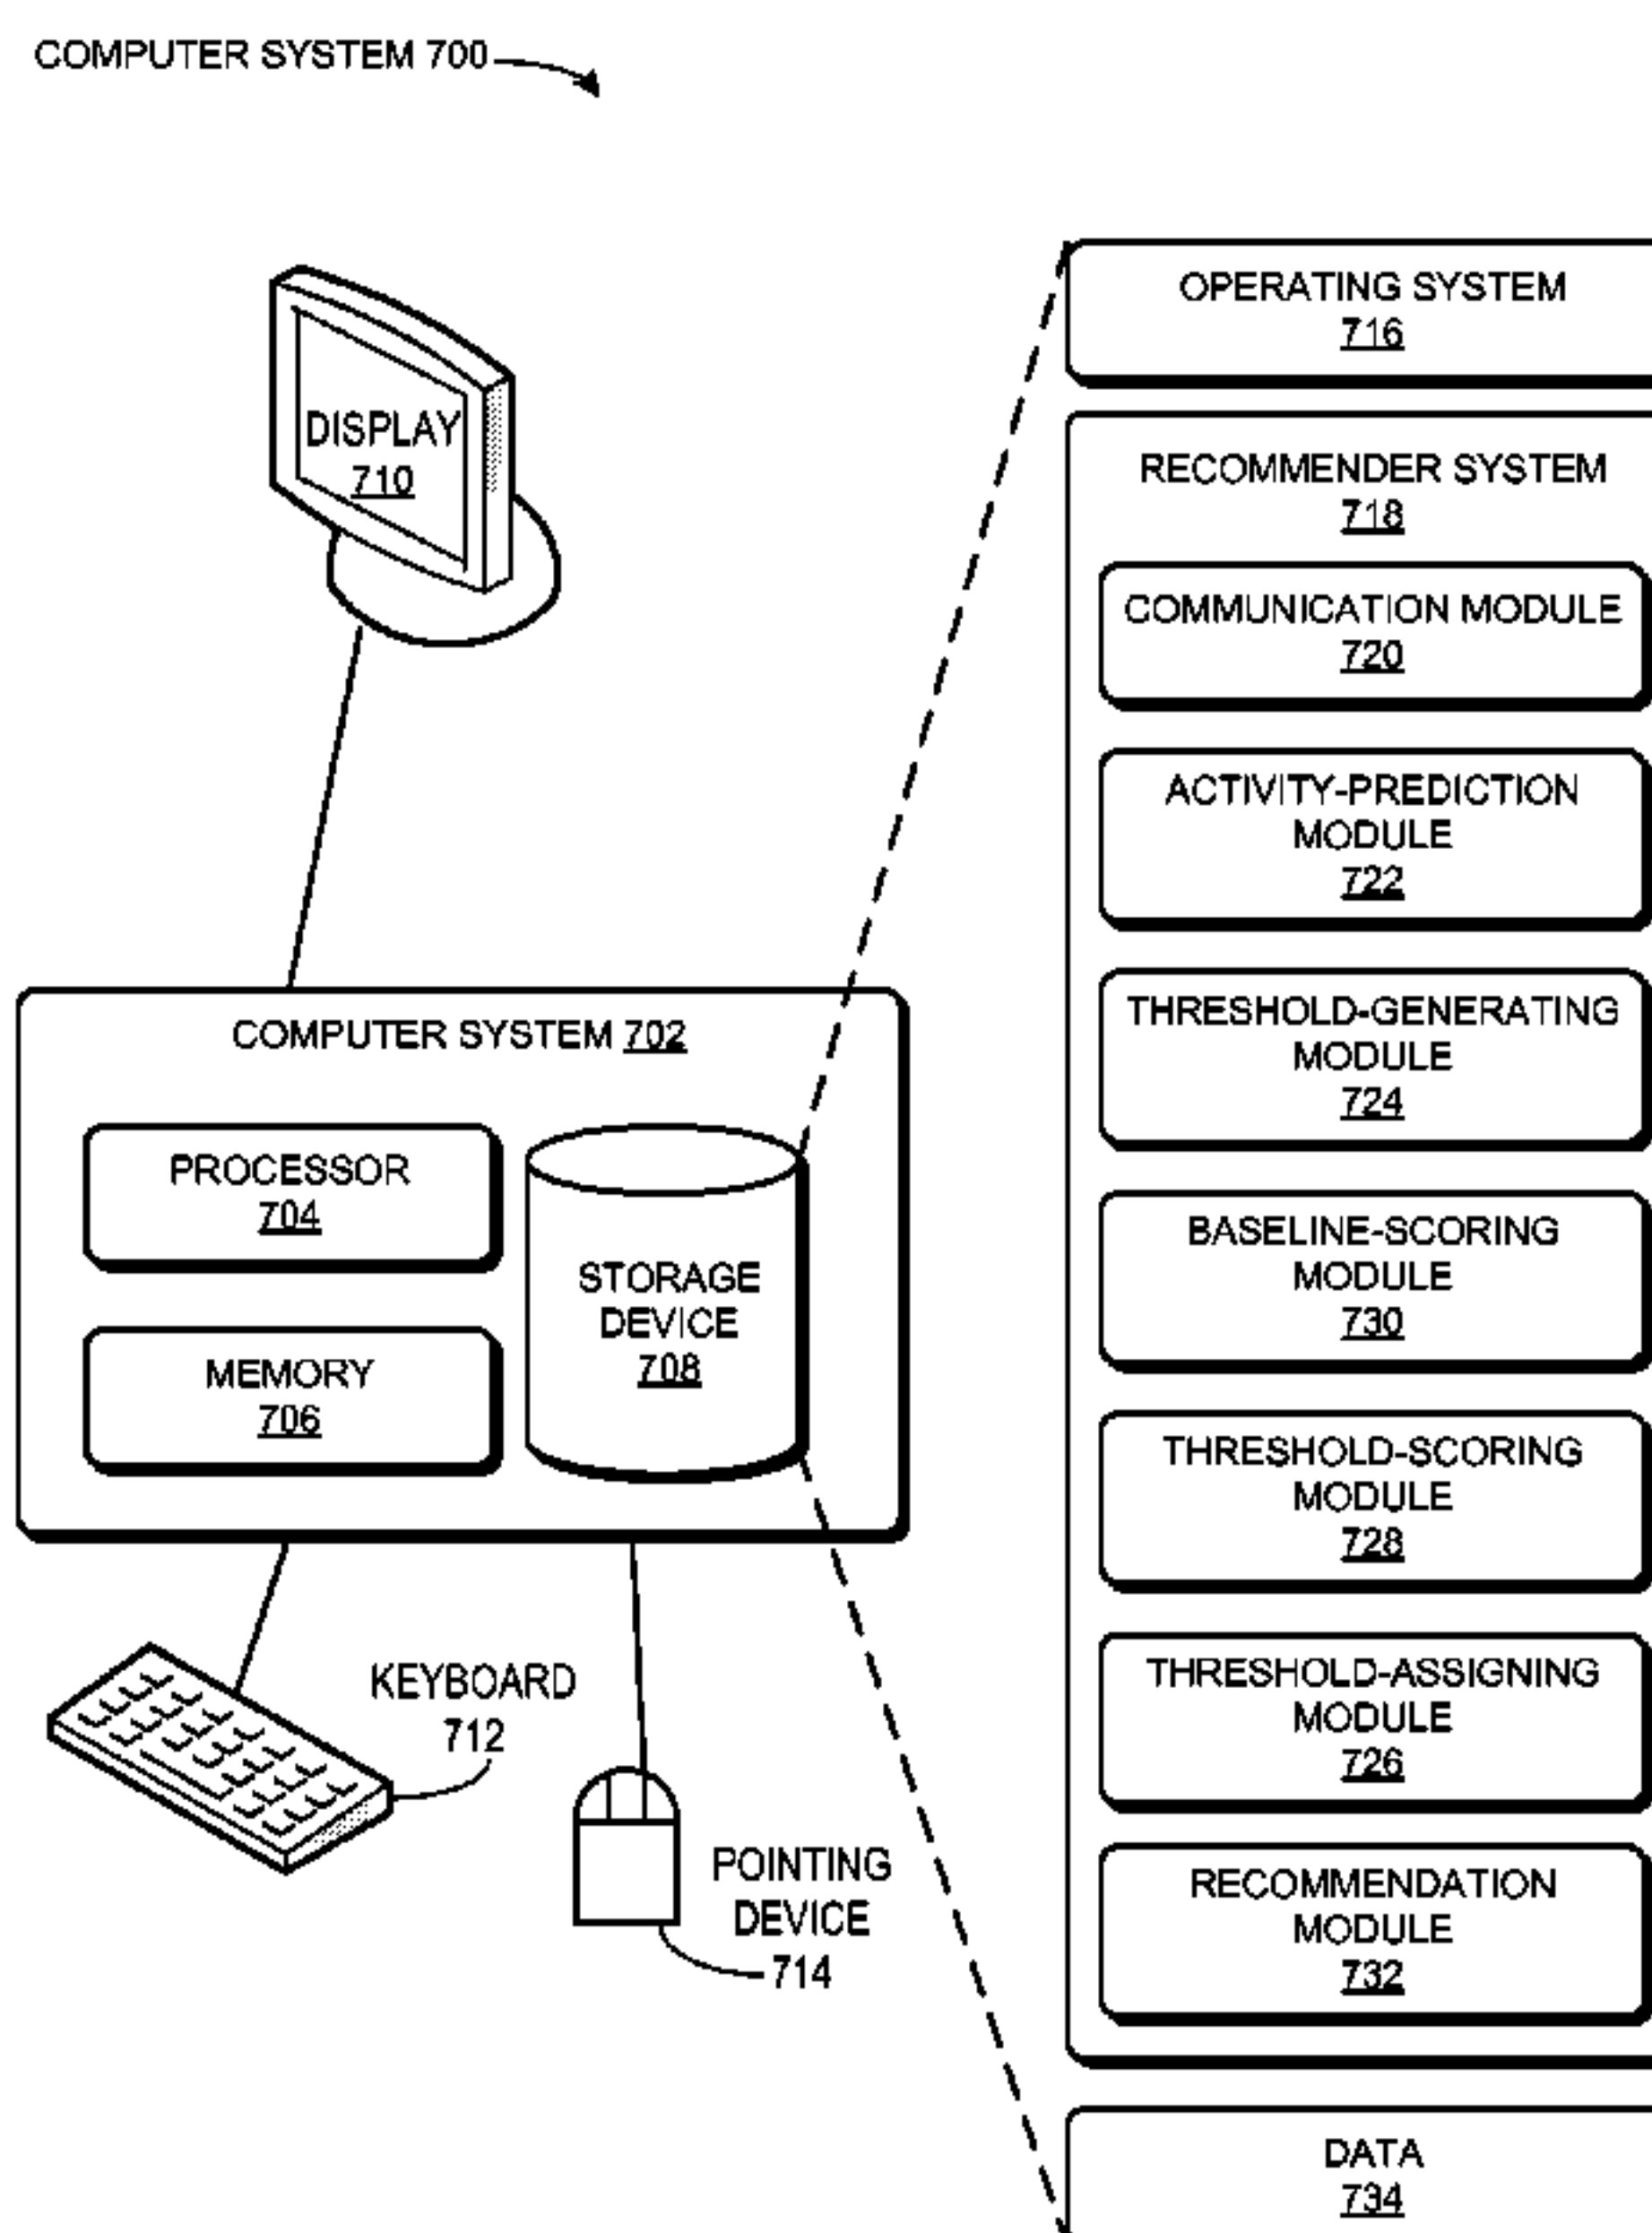 COMPUTER SYSTEM 700
DISPLAY
710
COMPUTER SYSTEM 702
PROCESSOR
704
MEMORY
706
STORAGE
DEVICE
708
KEYBOARD
712
POINTING
DEVICE
714
OPERATING SYSTEM
716
RECOMMENDER SYSTEM
718
COMMUNICATION MODULE
720
ACTIVITY-PREDICTION
MODULE
722
THRESHOLD-GENERATING
MODULE
724
BASELINE-SCORING
MODULE
730
THRESHOLD-SCORING
MODULE
728
THRESHOLD-ASSIGNING
MODULE
726
RECOMMENDATION
MODULE
732
DATA
734